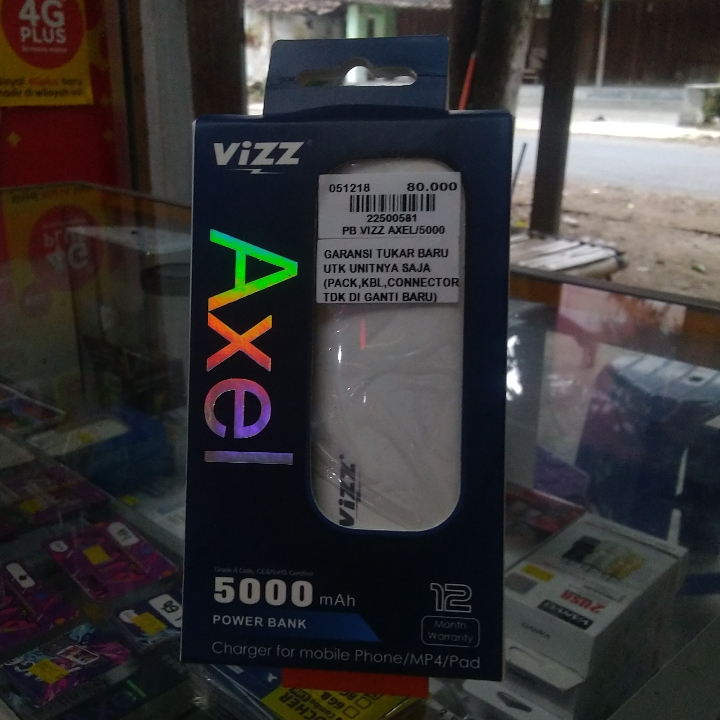 4G
PLUS
ViZZ
051218 80.000
22500581
PB VIZZ AXEL/5000
GARANSI TUKAR BARU
UTK UNITNYA SAJA
(PACK,KBL,CONNECTOR
TDK DI GANTI BARU)
Axel
ViZZ
5000 mAh
POWER BANK
12
Month
Warranty
Charger for mobile Phone/MP4/Pad
2USB